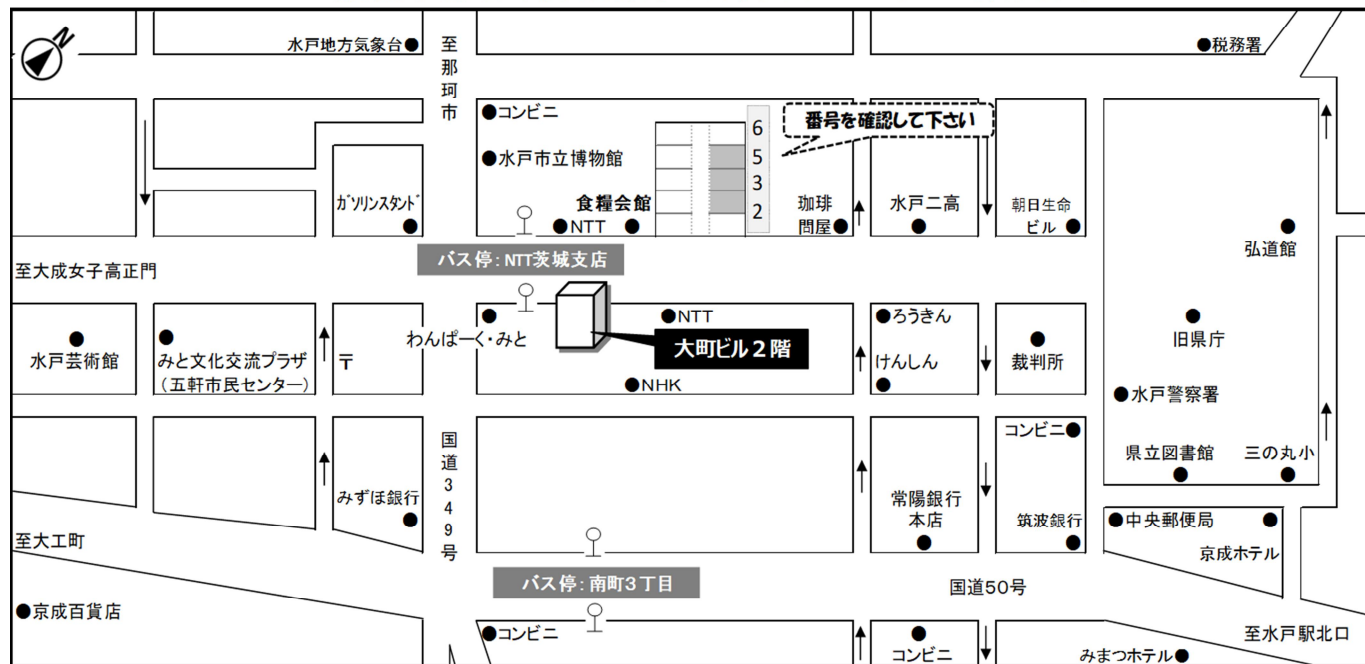 N
水戸地方気象台
至那珂市
税務署
コンビニ
6
番号を確認して下さい
水戸市立博物館
5
3
2
ｶﾞｿﾘﾝｽﾀﾝﾄﾞ
食糧会館
NTT
珈琲
問屋
水戸二高
朝日生命
ビル
弘道館
バス停：NTT茨城支店
至大成女子高正門
わんぱーく・みと
NTT
大町ビル２階
NHK
ろうきん
けんしん
裁判所
旧県庁
水戸芸術館
みと文化交流プラザ
（五軒市民センター）
〒
水戸警察署
コンビニ
県立図書館
三の丸小
国道349号
みずほ銀行
常陽銀行
本店
筑波銀行
中央郵便局
京成ホテル
至大工町
バス停：南町3丁目
国道50号
京成百貨店
コンビニ
コンビニ
みまつホテル
至水戸駅北口